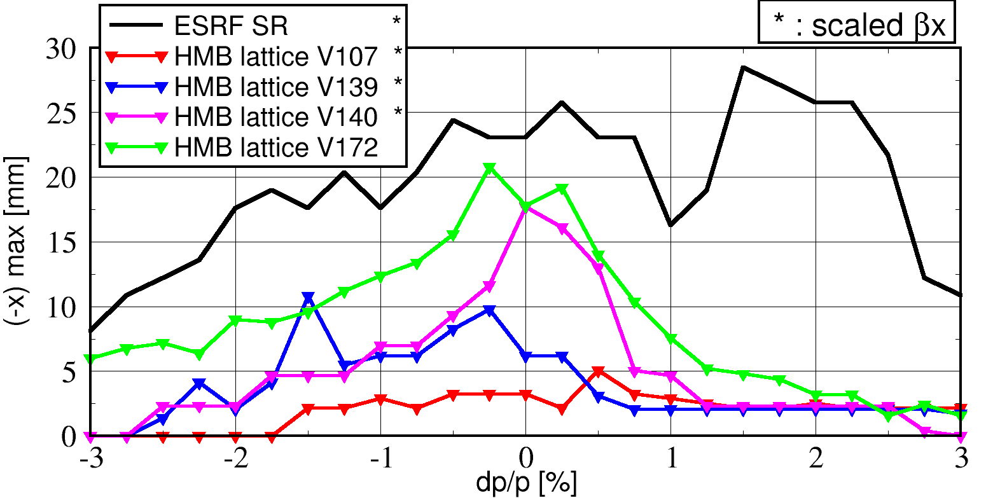 * : scaled βx
ESRF SR *
HMB lattice V107 *
HMB lattice V139 *
HMB lattice V140 *
HMB lattice V172
30
25
20
15
10
5
0
(-x) max [mm]
-3 -2 -1 0 1 2 3
dp/p [%]